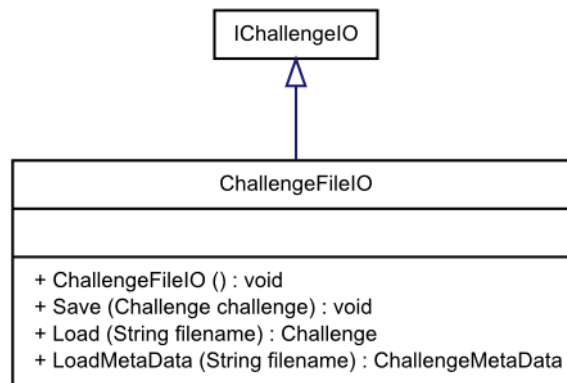 IChallengeIO
ChallengeFileIO
+ ChallengeFileIO () : void
+ Save (Challenge challenge) : void
+ Load (String filename) : Challenge
+ LoadMetaData (String filename) : ChallengeMetaData